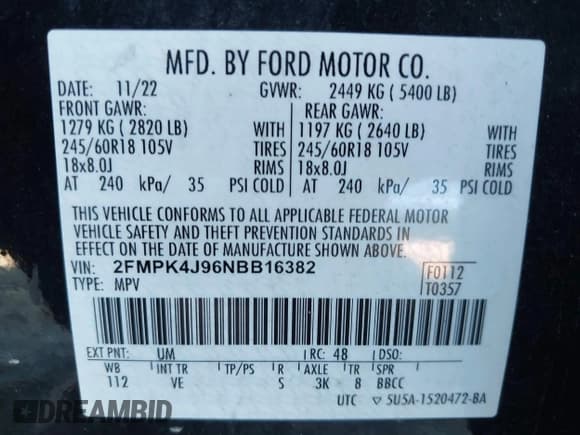 MFD. BY FORD MOTOR CO.
DATE: 11/22 GVWR: 2449 KG ( 5400 LB)
FRONT GAWR: REAR GAWR:
1279 KG ( 2820 LB) WITH 1197 KG ( 2640 LB) WITH
245/60R18 105V TIRES 245/60R18 105V TIRES
18x8.0J RIMS 18x8.0J RIMS
AT 240 kPa/ 35 PSI COLD AT 240 kPa/ 35 PSI COLD
THIS VEHICLE CONFORMS TO ALL APPLICABLE FEDERAL MOTOR
VEHICLE SAFETY AND THEFT PREVENTION STANDARDS IN
EFFECT ON THE DATE OF MANUFACTURE SHOWN ABOVE.
VIN: 2FMPK4J96NBB16382 F0112
TYPE: MPV T0357
EXT PNT: UM RC: 48 DSO:
WB INT TR TP/PS R AXLE TR SPR
112 VE S 3K 8 BBCC
UTC ▽ 5U5A-1520472-BA
DREAMBID